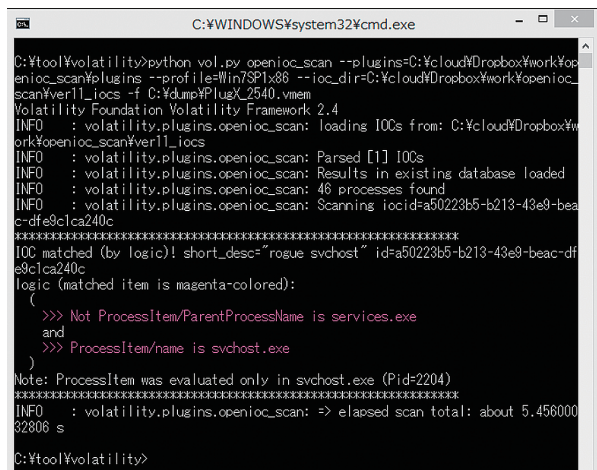 C:¥WINDOWS¥system32¥cmd.exe
C:¥tool¥volatility>python vol.py openioc_scan --plugins=C:¥cloud¥Dropbox¥work¥op
enioc_scan¥plugins --profile=Win7SP1x86 --ioc_dir=C:¥cloud¥Dropbox¥work¥openioc_
scan¥ver11_iocs -f C:¥dump¥PlugX_2540.vmem
Volatility Foundation Volatility Framework 2.4
INFO    : volatility.plugins.openioc_scan: loading IOCs from: C:¥cloud¥Dropbox¥w
ork¥openioc_scan¥ver11_iocs
INFO    : volatility.plugins.openioc_scan: Parsed [1] IOCs
INFO    : volatility.plugins.openioc_scan: Results in existing database loaded
INFO    : volatility.plugins.openioc_scan: 46 processes found
INFO    : volatility.plugins.openioc_scan: Scanning iocid=a50223b5-b213-43e9-bea
c-dfe9c1ca240c
******************************************************************
IOC matched (by logic)! short_desc="rogue svchost" id=a50223b5-b213-43e9-beac-df
e9c1ca240c
logic (matched item is magenta-colored):
  (
    >>> Not ProcessItem/ParentProcessName is services.exe
    and
    >>> ProcessItem/name is svchost.exe
  )
Note: ProcessItem was evaluated only in svchost.exe (Pid=2204)
******************************************************************
INFO    : volatility.plugins.openioc_scan: => elapsed scan total: about 5.456000
32806 s
C:¥tool¥volatility>